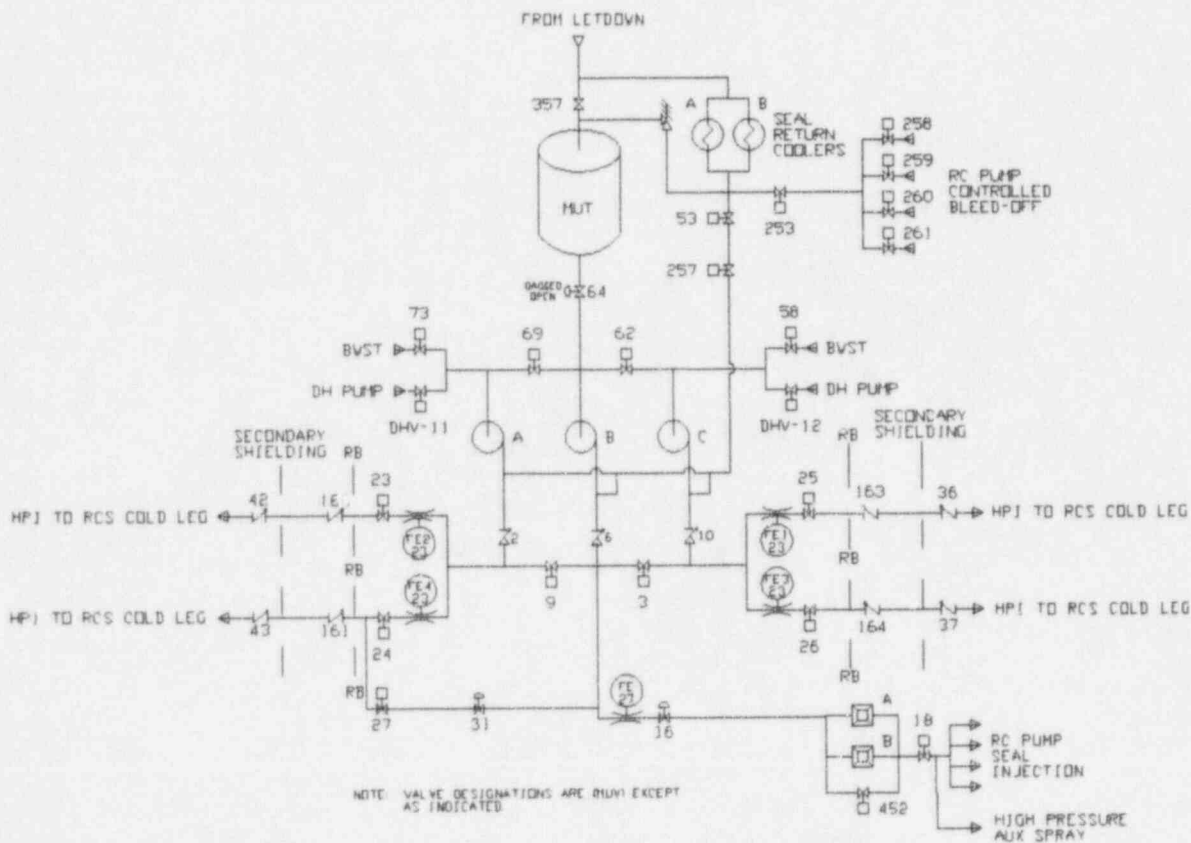 FROM LETDOWN
357
A
B
SEAL
RETURN
COOLERS
MUT
258
259
260
261
RC PUMP
CONTROLLED
BLEED-OFF
53
253
257
GAGGED
OPEN
64
73
69
62
58
BWST
BWST
DH PUMP
DH PUMP
DHV-11
DHV-12
A
B
C
SECONDARY
SHIELDING
RB
RB
SECONDARY
SHIELDING
42
16
23
25
163
36
HPI TO RCS COLD LEG
HPI TO RCS COLD LEG
FE2
23
2
6
10
FE1
23
RB
RB
FE4
23
9
3
FE3
23
HPI TO RCS COLD LEG
HPI TO RCS COLD LEG
43
161
24
26
164
37
RB
RB
27
31
FE
27
16
A
B
18
RC PUMP
SEAL
INJECTION
452
NOTE: VALVE DESIGNATIONS ARE (MUV) EXCEPT
AS INDICATED
HIGH PRESSURE
AUX SPRAY